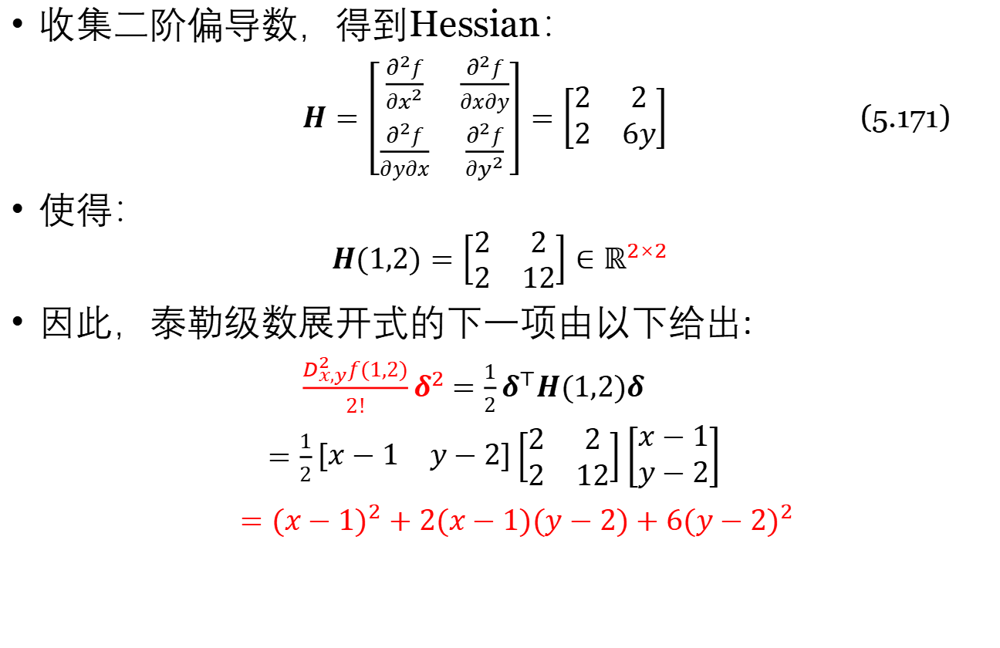 • 收集二阶偏导数，得到Hessian：
$\boldsymbol{H} = \begin{bmatrix} \frac{\partial^2 f}{\partial x^2} & \frac{\partial^2 f}{\partial x \partial y} \\ \frac{\partial^2 f}{\partial y \partial x} & \frac{\partial^2 f}{\partial y^2} \end{bmatrix} = \begin{bmatrix} 2 & 2 \\ 2 & 6y \end{bmatrix}$ (5.171)
• 使得：
$\boldsymbol{H}(1,2) = \begin{bmatrix} 2 & 2 \\ 2 & 12 \end{bmatrix} \in \mathbb{R}^{2 \times 2}$
• 因此，泰勒级数展开式的下一项由以下给出:
$\frac{D^2_{x,y} f(1,2)}{2!} \boldsymbol{\delta}^2 = \frac{1}{2} \boldsymbol{\delta}^\top \boldsymbol{H}(1,2) \boldsymbol{\delta}$
$= \frac{1}{2} [x-1 \quad y-2] \begin{bmatrix} 2 & 2 \\ 2 & 12 \end{bmatrix} \begin{bmatrix} x-1 \\ y-2 \end{bmatrix}$
$= (x-1)^2 + 2(x-1)(y-2) + 6(y-2)^2$